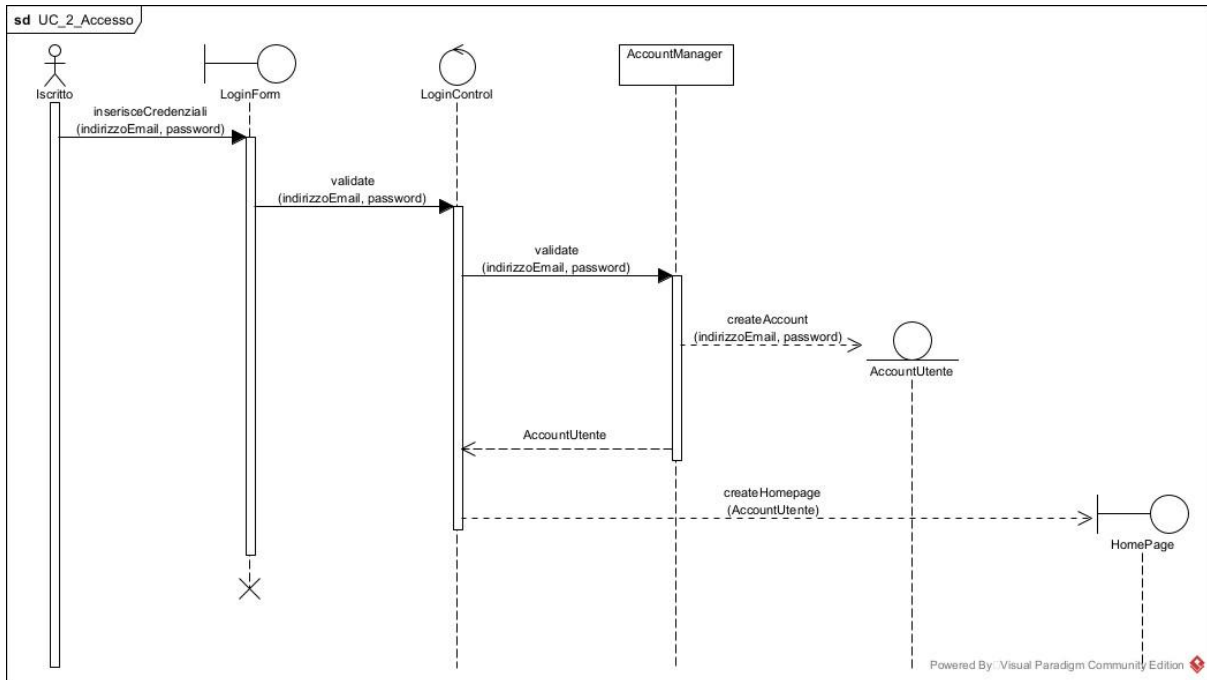 sd UC_2_Accesso
Iscritto
LoginForm
LoginControl
AccountManager
inserisceCredenziali
(indirizzoEmail, password)
validate
(indirizzoEmail, password)
validate
(indirizzoEmail, password)
createAccount
(indirizzoEmail, password)
AccountUtente
AccountUtente
createHomepage
(AccountUtente)
HomePage
Powered By Visual Paradigm Community Edition